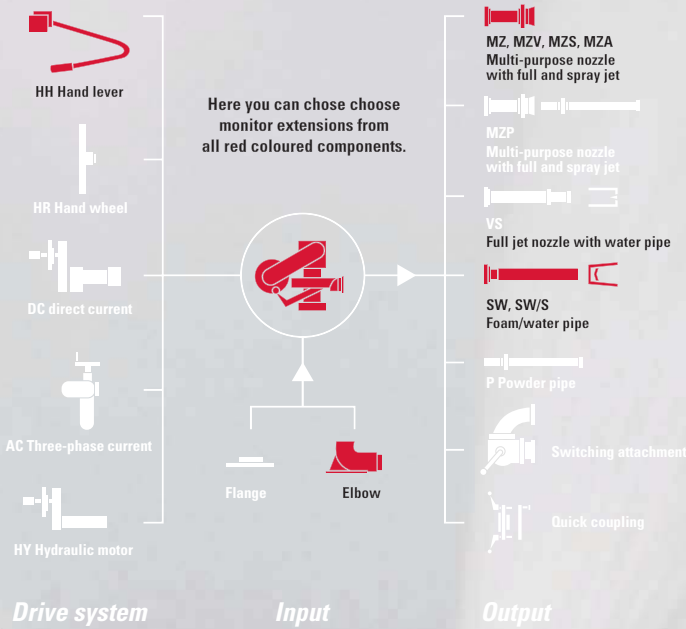 HH Hand lever
HR Hand wheel
DC direct current
AC Three-phase current
HY Hydraulic motor
Drive system
Here you can chose choose
monitor extensions from
all red coloured components.
Flange
Elbow
Input
MZ, MZV, MZS, MZA
Multi-purpose nozzle
with full and spray jet
MZP
Multi-purpose nozzle
with full and spray jet
VS
Full jet nozzle with water pipe
SW, SW/S
Foam/water pipe
P Powder pipe
Switching attachment
Quick coupling
Output